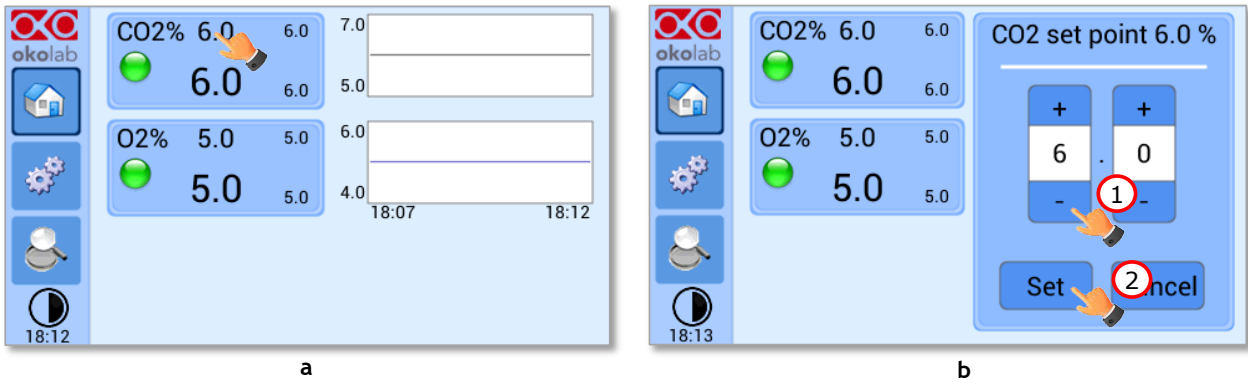 okolab
CO2% 6.0 6.0
6.0 6.0
O2% 5.0 5.0
5.0 5.0
7.0
5.0
6.0
4.0
18:07 18:12
18:12
a
okolab
CO2% 6.0 6.0
6.0 6.0
O2% 5.0 5.0
5.0 5.0
CO2 set point 6.0 %
+ +
6 . 0
- 1 -
Set 2 ncel
18:13
b